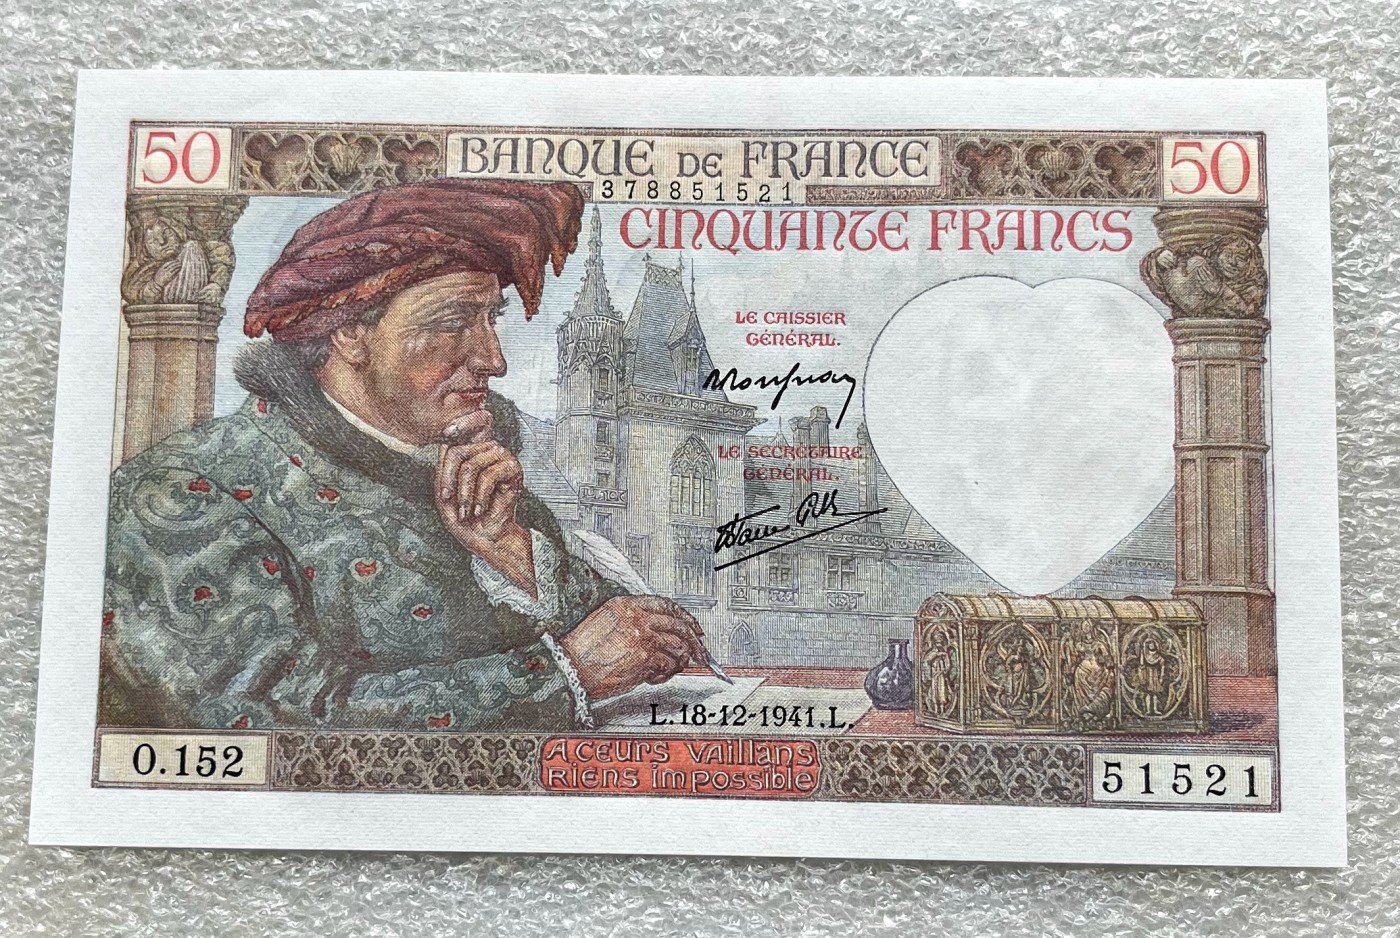 50
BANQUE DE FRANCE
50
378851521
CINQUANTE FRANCS
LE CAISSIER
GÉNÉRAL.
LE SECRÉTAIRE
GÉNÉRAL.
L.18-12-1941.L.
O.152
A CŒURS VAILLANS
RIENS IMPOSSIBLE
51521